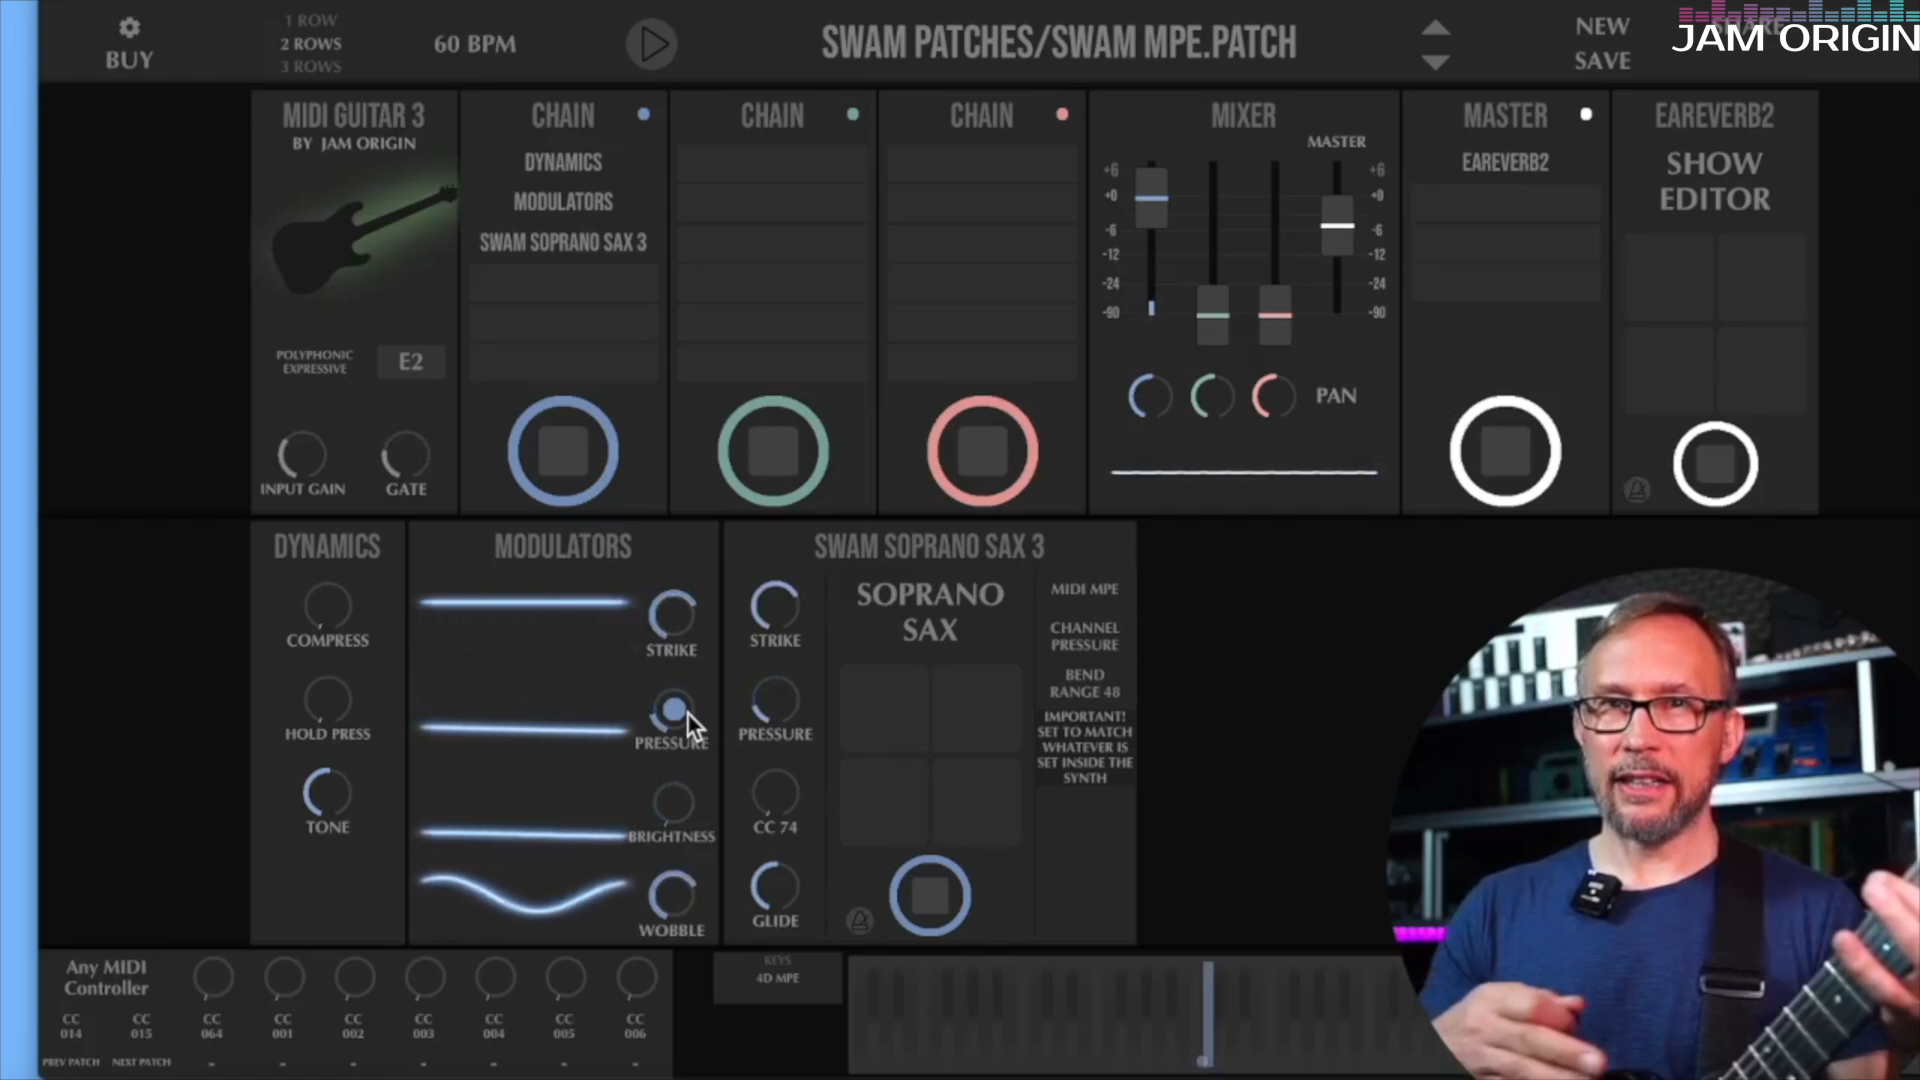 BUY
1 ROW
2 ROWS
3 ROWS
60 BPM
SWAM PATCHES/SWAM MPE.PATCH
NEW
SAVE
SHARE
JAM ORIGIN
MIDI GUITAR 3
BY JAM ORIGIN
POLYPHONIC
EXPRESSIVE
E2
INPUT GAIN
GATE
CHAIN
DYNAMICS
MODULATORS
SWAM SOPRANO SAX 3
CHAIN
CHAIN
MIXER
MASTER
+6
+0
-6
-12
-24
-90
+6
+0
-6
-12
-24
-90
PAN
MASTER
EAREVERB2
EAREVERB2
SHOW
EDITOR
DYNAMICS
COMPRESS
HOLD PRESS
TONE
MODULATORS
STRIKE
PRESSURE
BRIGHTNESS
WOBBLE
SWAM SOPRANO SAX 3
STRIKE
PRESSURE
CC 74
GLIDE
SOPRANO
SAX
MIDI MPE
CHANNEL
PRESSURE
BEND
RANGE 48
IMPORTANT!
SET TO MATCH
WHATEVER IS
SET INSIDE THE
SYNTH
Any MIDI
Controller
CC
014
CC
015
CC
064
CC
001
CC
002
CC
003
CC
004
CC
005
CC
006
PREV PATCH
NEXT PATCH
- - - - - - -
KEYS
4D MPE